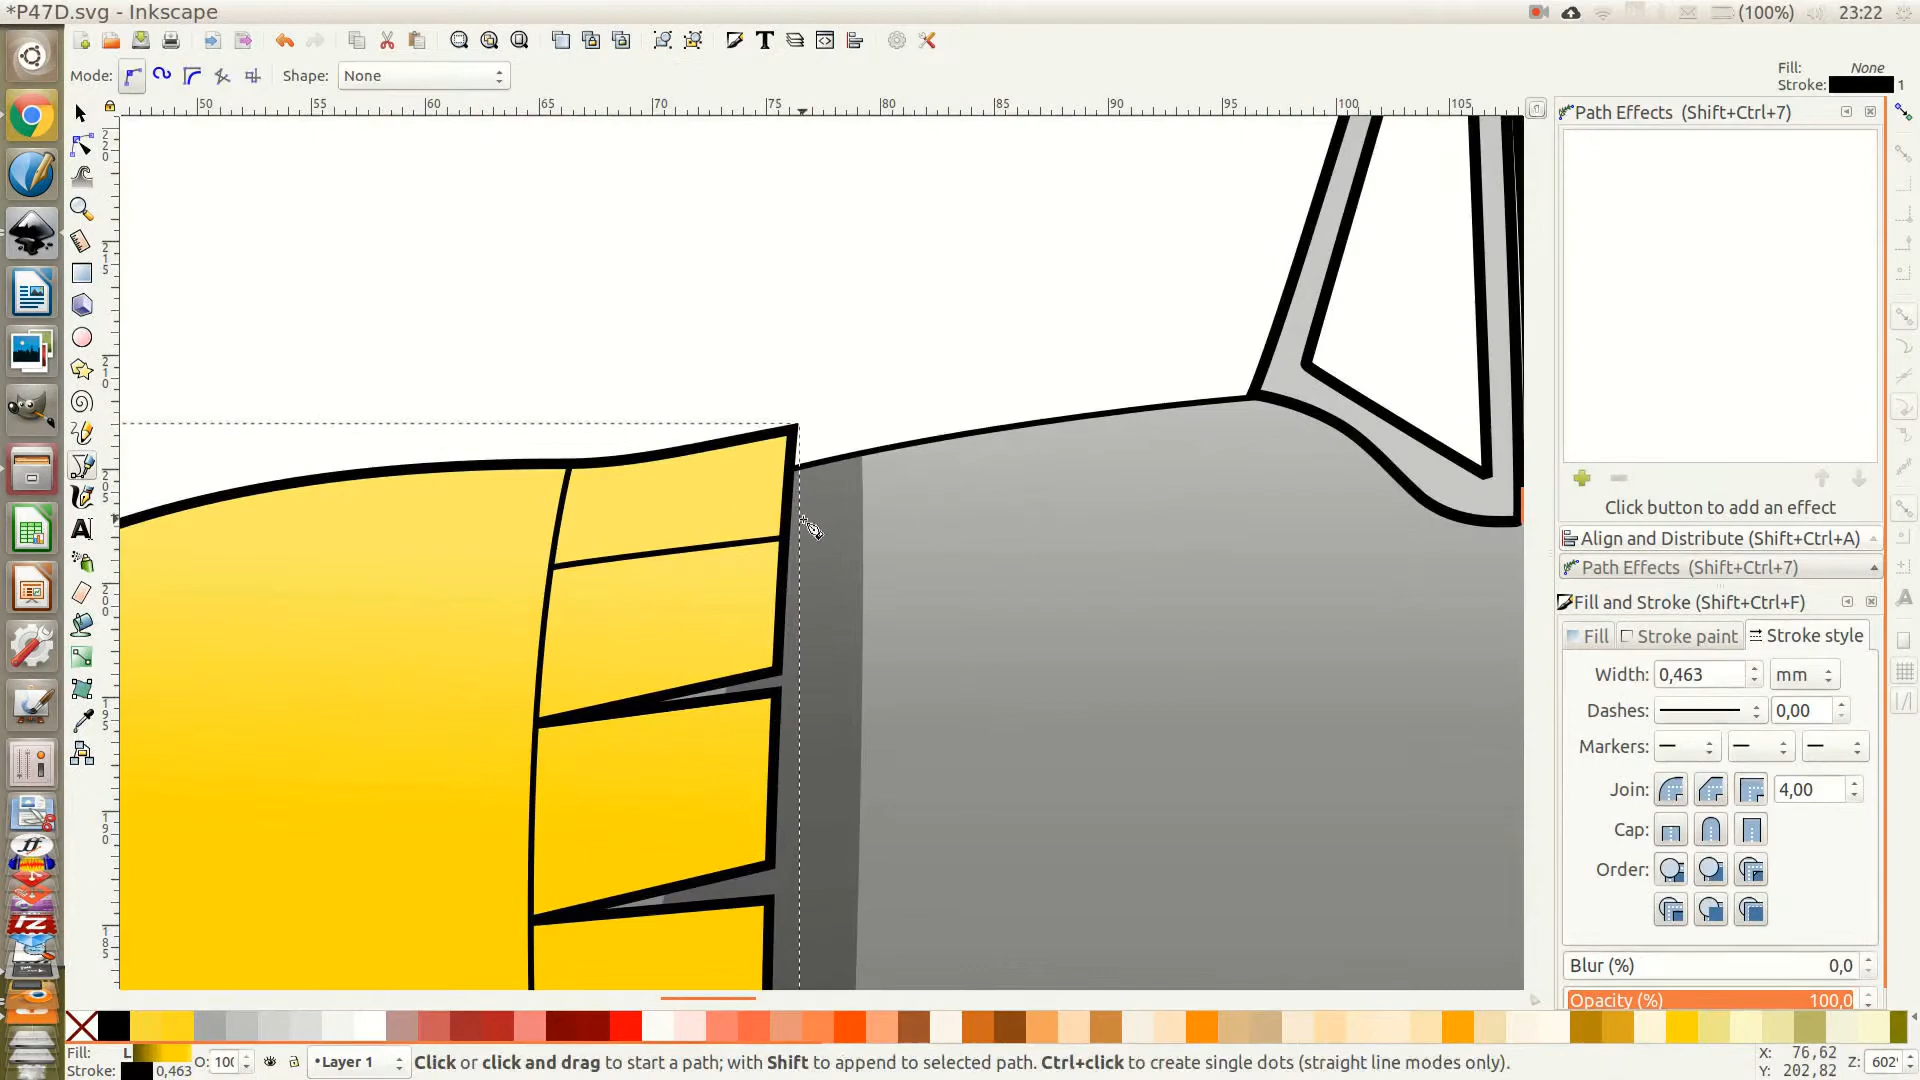 *P47D.svg - Inkscape
(100%)
23:22
Mode:
Shape:
None
Fill:
None
Stroke:
1
50
55
60
65
70
75
80
85
90
95
100
105
Path Effects (Shift+Ctrl+7)
Click button to add an effect
Align and Distribute (Shift+Ctrl+A)
Path Effects (Shift+Ctrl+7)
Fill and Stroke (Shift+Ctrl+F)
Fill
Stroke paint
Stroke style
Width:
0,463
mm
Dashes:
0,00
Markers:
Join:
4,00
Cap:
Order:
Blur (%)
0,0
Opacity (%)
100,0
Fill:
L
Stroke:
0,463
O:
100
•Layer 1
Click or click and drag to start a path; with Shift to append to selected path. Ctrl+click to create single dots (straight line modes only).
X: 76,62
Y: 202,82
Z:
602